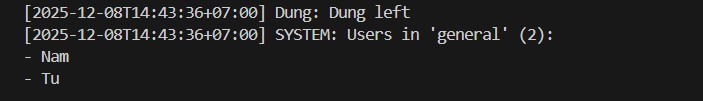 [2025-12-08T14:43:36+07:00] Dung: Dung left
[2025-12-08T14:43:36+07:00] SYSTEM: Users in 'general' (2):
- Nam
- Tu